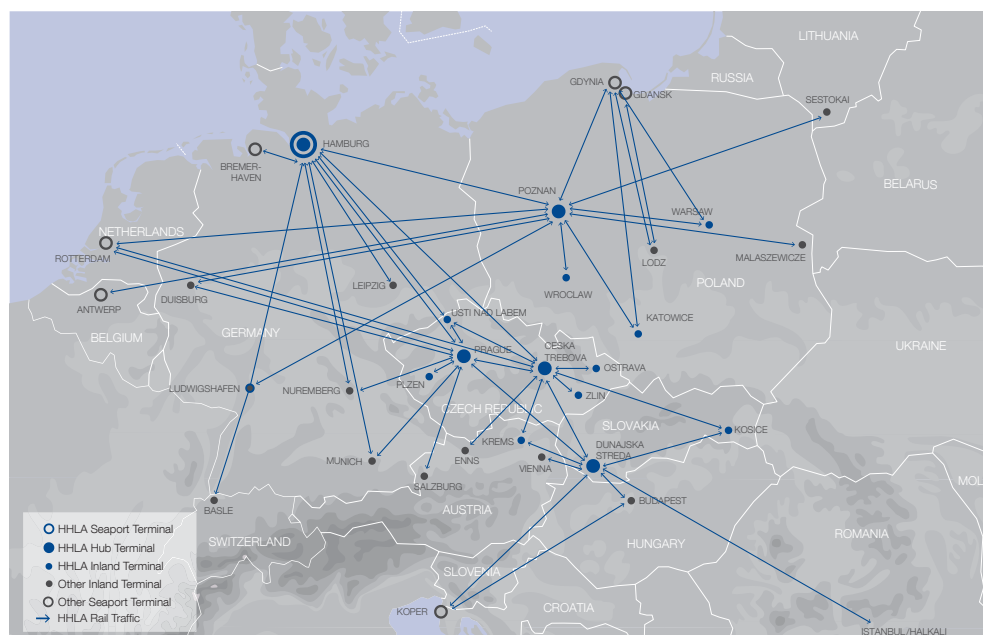 LITHUANIA
RUSSIA
GDYNIA
GDANSK
SESTOKAI
HAMBURG
BREMER-
HAVEN
BELARUS
POZNAN
WARSAW
NETHERLANDS
ROTTERDAM
LODZ
MALASZEWICZE
DUISBURG
LEIPZIG
WROCLAW
POLAND
ANTWERP
USTI NAD LABEM
KATOWICE
BELGIUM
GERMANY
UKRAINE
PRAGUE
CESKA
TREBOVA
OSTRAVA
PLZEN
LUDWIGSHAFEN
NUREMBERG
ZLIN
CZECH REPUBLIC
SLOVAKIA
KOSICE
KREMS
DUNAJSKA
STREDA
MUNICH
ENNS
VIENNA
SALZBURG
BUDAPEST
MOL
BASLE
AUSTRIA
SWITZERLAND
HUNGARY
ROMANIA
SLOVENIA
KOPER
CROATIA
ISTANBUL/HALKALI
HHLA Seaport Terminal
HHLA Hub Terminal
HHLA Inland Terminal
Other Inland Terminal
Other Seaport Terminal
HHLA Rail Traffic